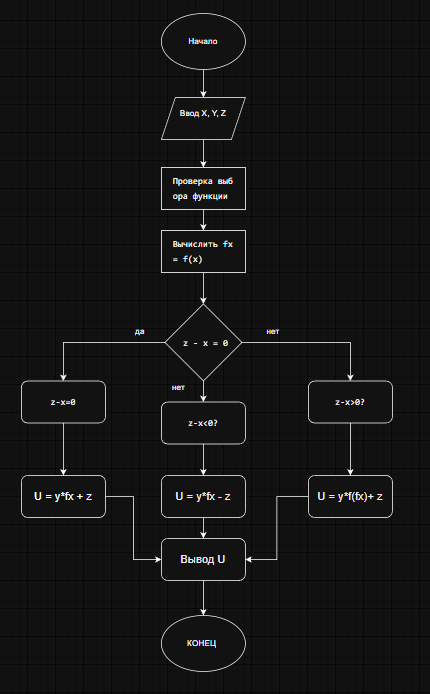 Начало
Ввод X, Y, Z
Проверка выб
ора функции
Вычислить fx
= f(x)
z - x = 0
да
нет
нет
z-x=0
z-x<0?
z-x>0?
U = y*fx + z
U = y*fx - z
U = y*f(fx)+ z
Вывод U
КОНЕЦ